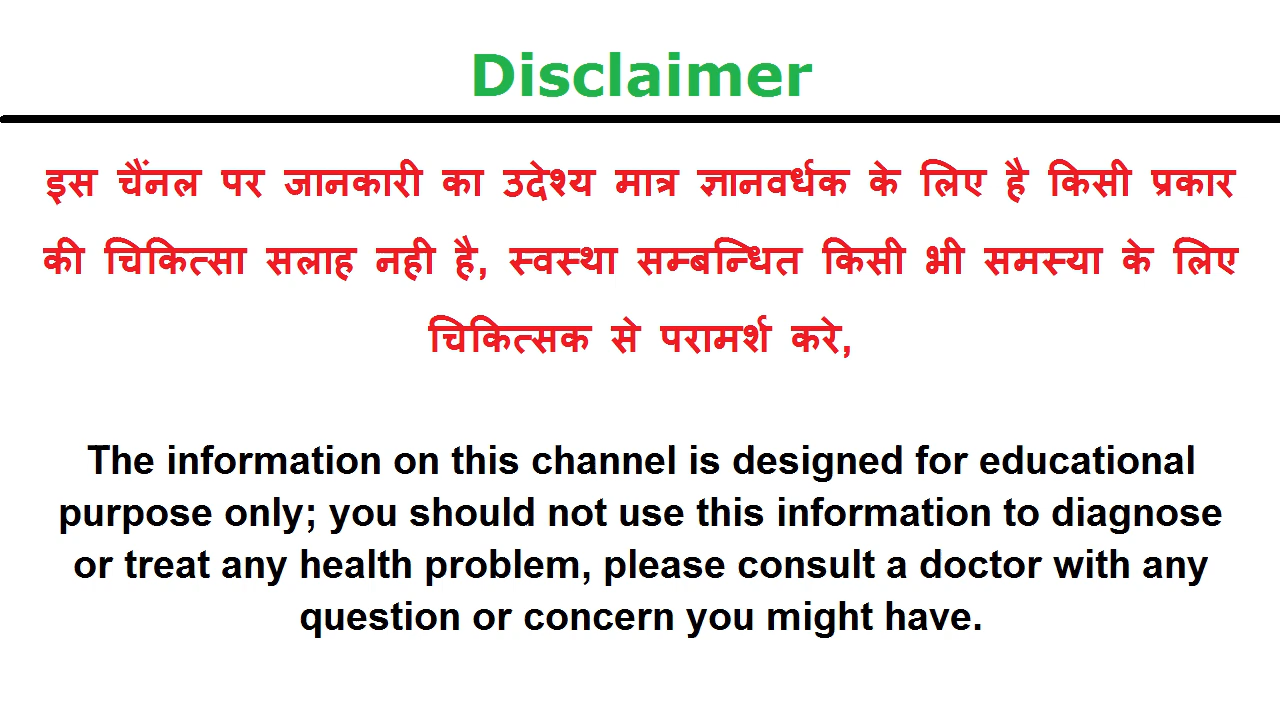 Disclaimer
इस चैंनल पर जानकारी का उदेश्य मात्र ज्ञानवर्धक के लिए है किसी प्रकार
की चिकित्सा सलाह नही है, स्वस्था सम्बन्धित किसी भी समस्या के लिए
चिकित्सक से परामर्श करे,
The information on this channel is designed for educational
purpose only; you should not use this information to diagnose
or treat any health problem, please consult a doctor with any
question or concern you might have.